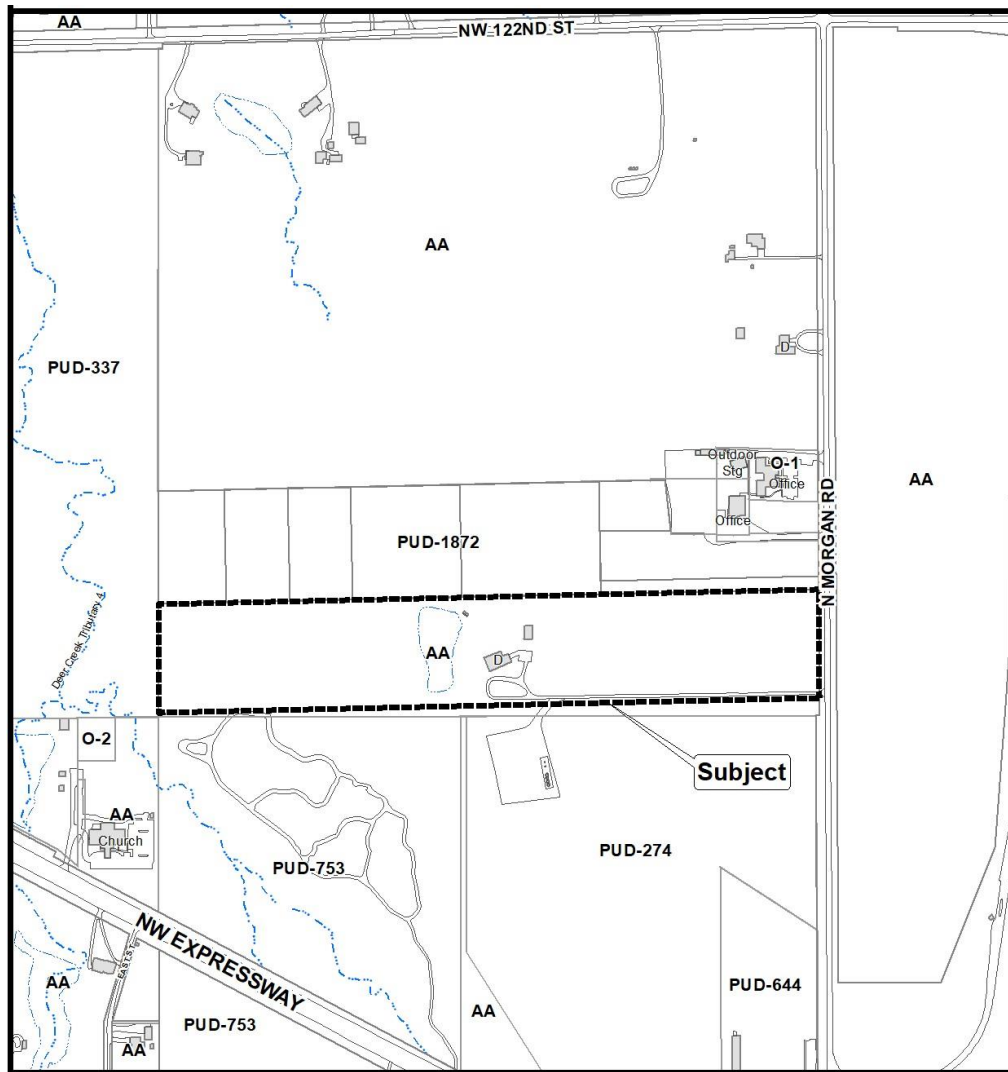 AA
NW 122ND ST
AA
PUD-337
D
Outdoor
Stg
O-1
Office
Office
AA
N MORGAN RD
PUD-1872
Deer Creek Tributary 4
AA
D
O-2
Subject
AA
Church
PUD-274
PUD-753
NW EXPRESSWAY
EAST ST
AA
AA
PUD-644
PUD-753
AA